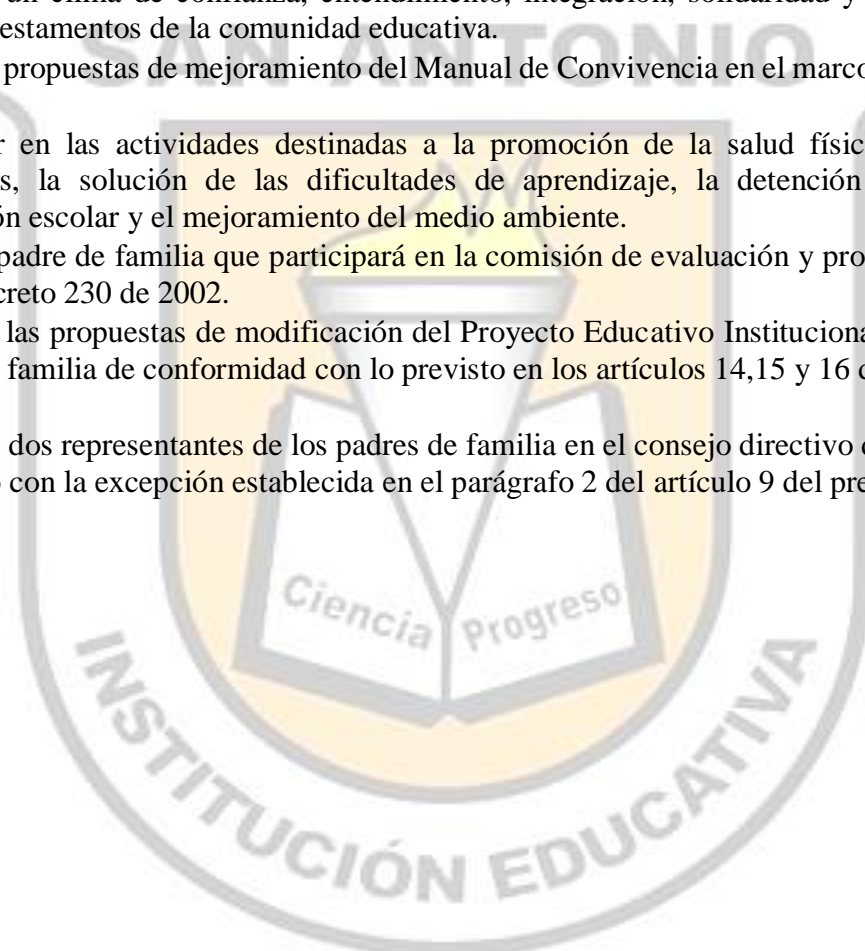 un clima de confianza, entendimiento, integración, solidaridad y
estamentos de la comunidad educativa.
propuestas de mejoramiento del Manual de Convivencia en el marco
r en las actividades destinadas a la promoción de la salud físic
s, la solución de las dificultades de aprendizaje, la detención
ón escolar y el mejoramiento del medio ambiente.
padre de familia que participará en la comisión de evaluación y pro
creto 230 de 2002.
las propuestas de modificación del Proyecto Educativo Instituciona
familia de conformidad con lo previsto en los artículos 14,15 y 16
dos representantes de los padres de familia en el consejo directivo
con la excepción establecida en el parágrafo 2 del artículo 9 del pre
SAN ANTONIO
Ciencia Progreso
INSTITUCIÓN EDUCATIVA